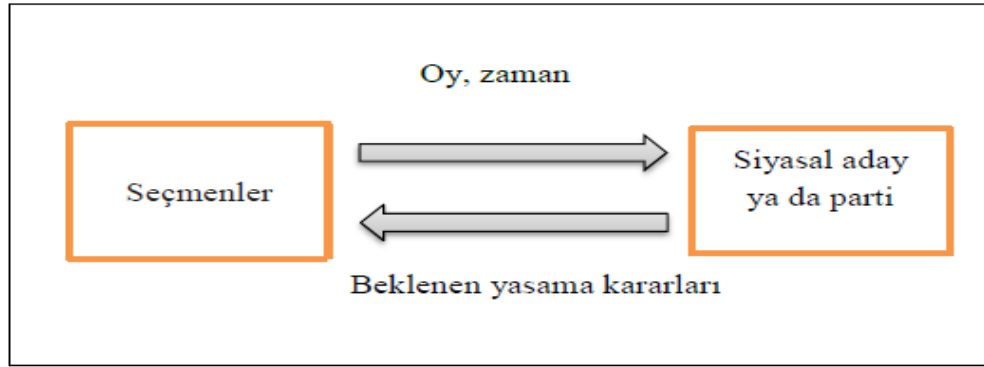 Oy, zaman
Seçmenler
Siyasal aday
ya da parti
Beklenen yasama kararları